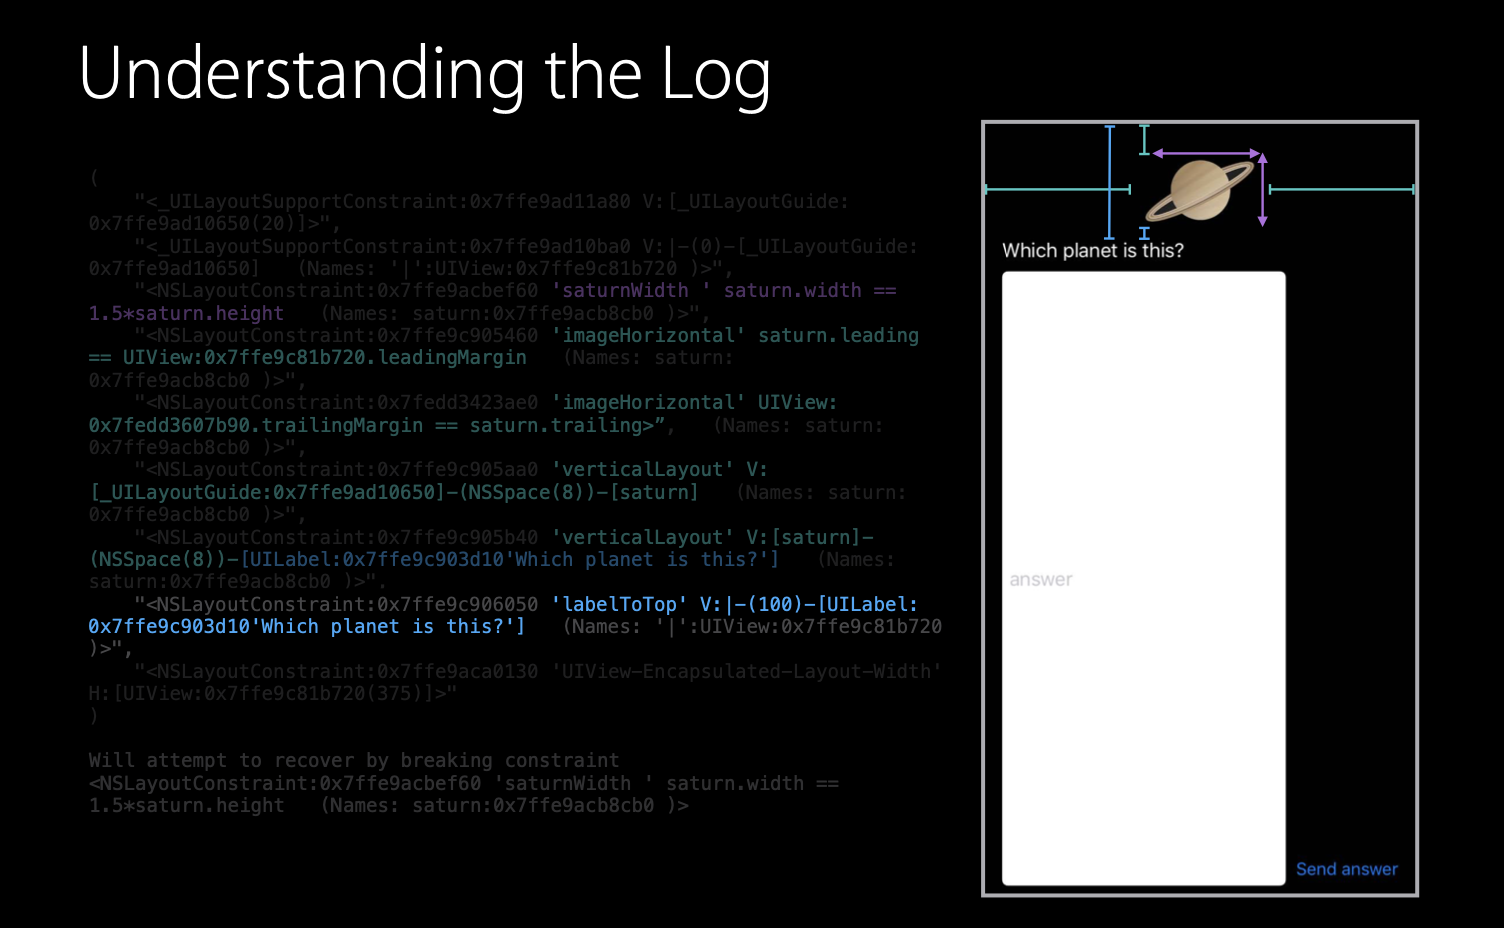 Understanding the Log
(
"<_UILayoutSupportConstraint:0x7ffe9ad11a80 V:[_UILayoutGuide:
0x7ffe9ad10650(20)]>",
"<_UILayoutSupportConstraint:0x7ffe9ad10ba0 V:|-(0)-[_UILayoutGuide:
0x7ffe9ad10650]   (Names: '|':UIView:0x7ffe9c81b720 )>",
"<NSLayoutConstraint:0x7ffe9acbef60 'saturnWidth ' saturn.width ==
1.5*saturn.height   (Names: saturn:0x7ffe9acb8cb0 )>",
"<NSLayoutConstraint:0x7ffe9c905460 'imageHorizontal' saturn.leading
== UIView:0x7ffe9c81b720.leadingMargin   (Names: saturn:
0x7ffe9acb8cb0 )>",
"<NSLayoutConstraint:0x7fedd3423ae0 'imageHorizontal' UIView:
0x7fedd3607b90.trailingMargin == saturn.trailing>”,   (Names: saturn:
0x7ffe9acb8cb0 )>",
"<NSLayoutConstraint:0x7ffe9c905aa0 'verticalLayout' V:
[_UILayoutGuide:0x7ffe9ad10650]-(NSSpace(8))-[saturn]   (Names: saturn:
0x7ffe9acb8cb0 )>",
"<NSLayoutConstraint:0x7ffe9c905b40 'verticalLayout' V:[saturn]-
(NSSpace(8))-[UILabel:0x7ffe9c903d10'Which planet is this?']   (Names:
saturn:0x7ffe9acb8cb0 )>",
"<NSLayoutConstraint:0x7ffe9c906050 'labelToTop' V:|-(100)-[UILabel:
0x7ffe9c903d10'Which planet is this?']   (Names: '|':UIView:0x7ffe9c81b720
)>",
"<NSLayoutConstraint:0x7ffe9aca0130 'UIView-Encapsulated-Layout-Width'
H:[UIView:0x7ffe9c81b720(375)]>"
)
Will attempt to recover by breaking constraint
<NSLayoutConstraint:0x7ffe9acbef60 'saturnWidth ' saturn.width ==
1.5*saturn.height   (Names: saturn:0x7ffe9acb8cb0 )>
Which planet is this?
answer
Send answer